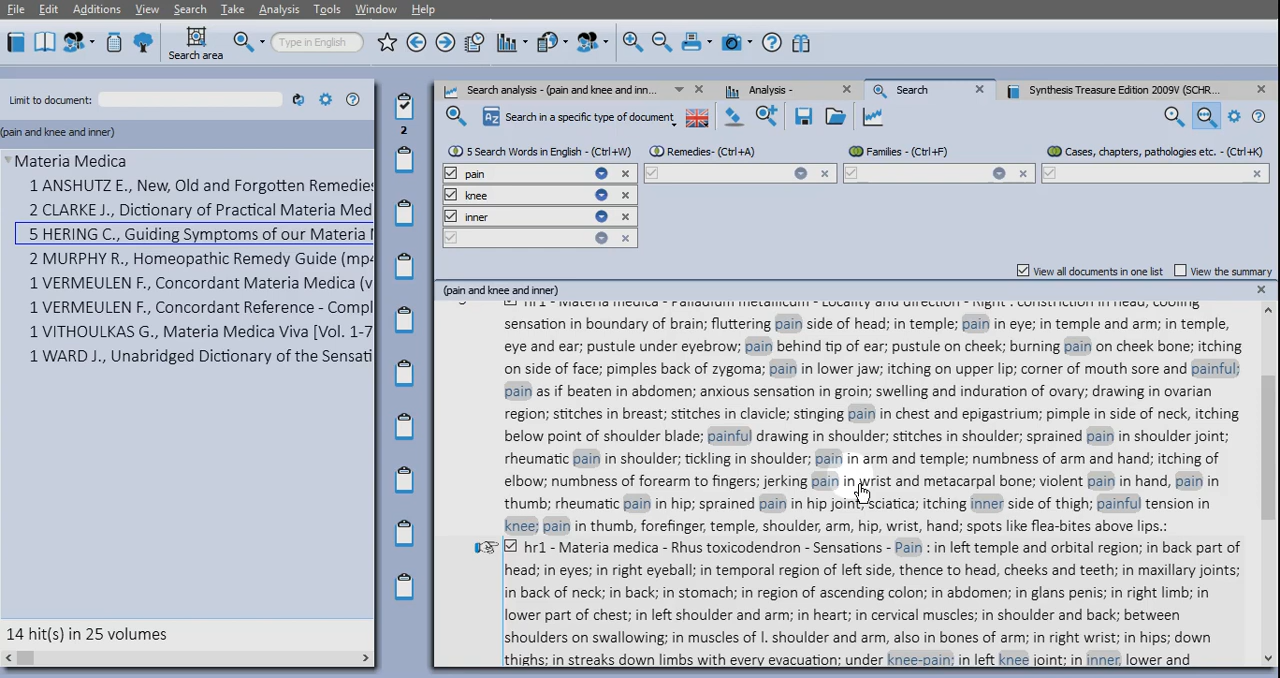 File Edit Additions View Search Take Analysis Tools Window Help
Type in English
Search area
Limit to document:
(pain and knee and inner)
Materia Medica
1 ANSHUTZ E., New, Old and Forgotten Remedies
2 CLARKE J., Dictionary of Practical Materia Med
5 HERING C., Guiding Symptoms of our Materia M
2 MURPHY R., Homeopathic Remedy Guide (mp4
1 VERMEULEN F., Concordant Materia Medica (v
1 VERMEULEN F., Concordant Reference - Compl
1 VITHOULKAS G., Materia Medica Viva [Vol. 1-7
1 WARD J., Unabridged Dictionary of the Sensati
14 hit(s) in 25 volumes
2
Search analysis - (pain and knee and inn... Analysis - Search Synthesis Treasure Edition 2009V (SCHR...
Search in a specific type of document
5 Search Words in English - (Ctrl+W) Remedies- (Ctrl+A) Families - (Ctrl+F) Cases, chapters, pathologies etc. - (Ctrl+K)
pain
knee
inner
View all documents in one list View the summary
(pain and knee and inner)
hr1 - Materia medica - Palladium metallicum - Locality and direction - Right : constriction in head, cooling
sensation in boundary of brain; fluttering pain side of head; in temple; pain in eye; in temple and arm; in temple,
eye and ear; pustule under eyebrow; pain behind tip of ear; pustule on cheek; burning pain on cheek bone; itching
on side of face; pimples back of zygoma; pain in lower jaw; itching on upper lip; corner of mouth sore and painful;
pain as if beaten in abdomen; anxious sensation in groin; swelling and induration of ovary; drawing in ovarian
region; stitches in breast; stitches in clavicle; stinging pain in chest and epigastrium; pimple in side of neck, itching
below point of shoulder blade; painful drawing in shoulder; stitches in shoulder; sprained pain in shoulder joint;
rheumatic pain in shoulder; tickling in shoulder; pain in arm and temple; numbness of arm and hand; itching of
elbow; numbness of forearm to fingers; jerking pain in wrist and metacarpal bone; violent pain in hand, pain in
thumb; rheumatic pain in hip; sprained pain in hip joint, sciatica; itching inner side of thigh; painful tension in
knee; pain in thumb, forefinger, temple, shoulder, arm, hip, wrist, hand; spots like flea-bites above lips.:
hr1 - Materia medica - Rhus toxicodendron - Sensations - Pain : in left temple and orbital region; in back part of
head; in eyes; in right eyeball; in temporal region of left side, thence to head, cheeks and teeth; in maxillary joints;
in back of neck; in back; in stomach; in region of ascending colon; in abdomen; in glans penis; in right limb; in
lower part of chest; in left shoulder and arm; in heart; in cervical muscles; in shoulder and back; between
shoulders on swallowing; in muscles of l. shoulder and arm, also in bones of arm; in right wrist; in hips; down
thighs; in streaks down limbs with every evacuation; under knee-pain; in left knee joint; in inner, lower and